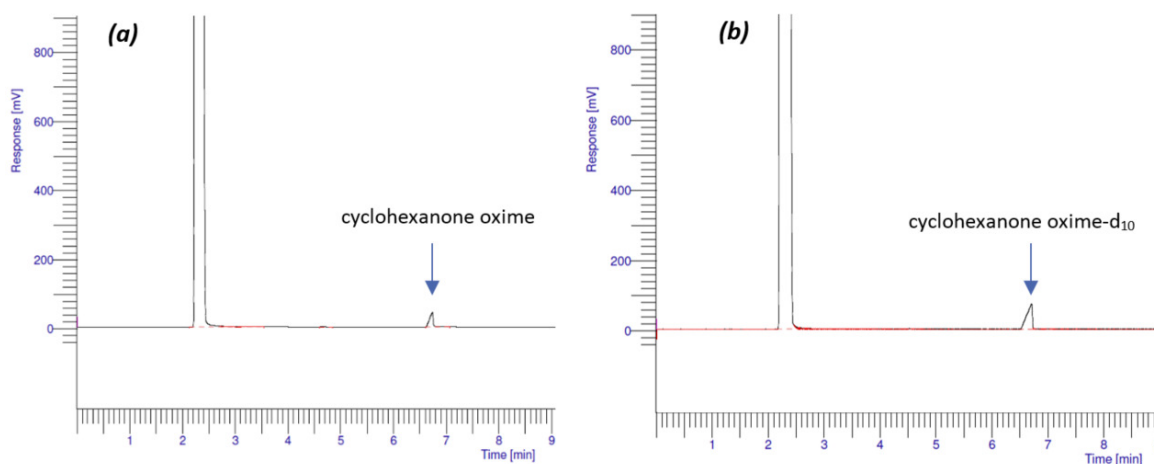 (a)
800
600
400
200
0
Response [mV]
cyclohexanone oxime
1 2 3 4 5 6 7 8 9
Time [min]
(b)
800
600
400
200
0
Response [mV]
cyclohexanone oxime-d₁₀
1 2 3 4 5 6 7 8
Time [min]